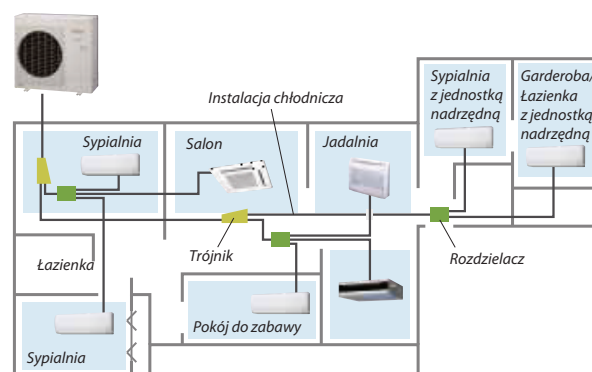 Sypialnia
z jednostką
nadrzędną
Garderoba/
Łazienka
z jednostką
nadrzędną
Instalacja chłodnicza
Sypialnia
Salon
Jadalnia
Łazienka
Trójnik
Rozdzielacz
Pokój do zabawy
Sypialnia